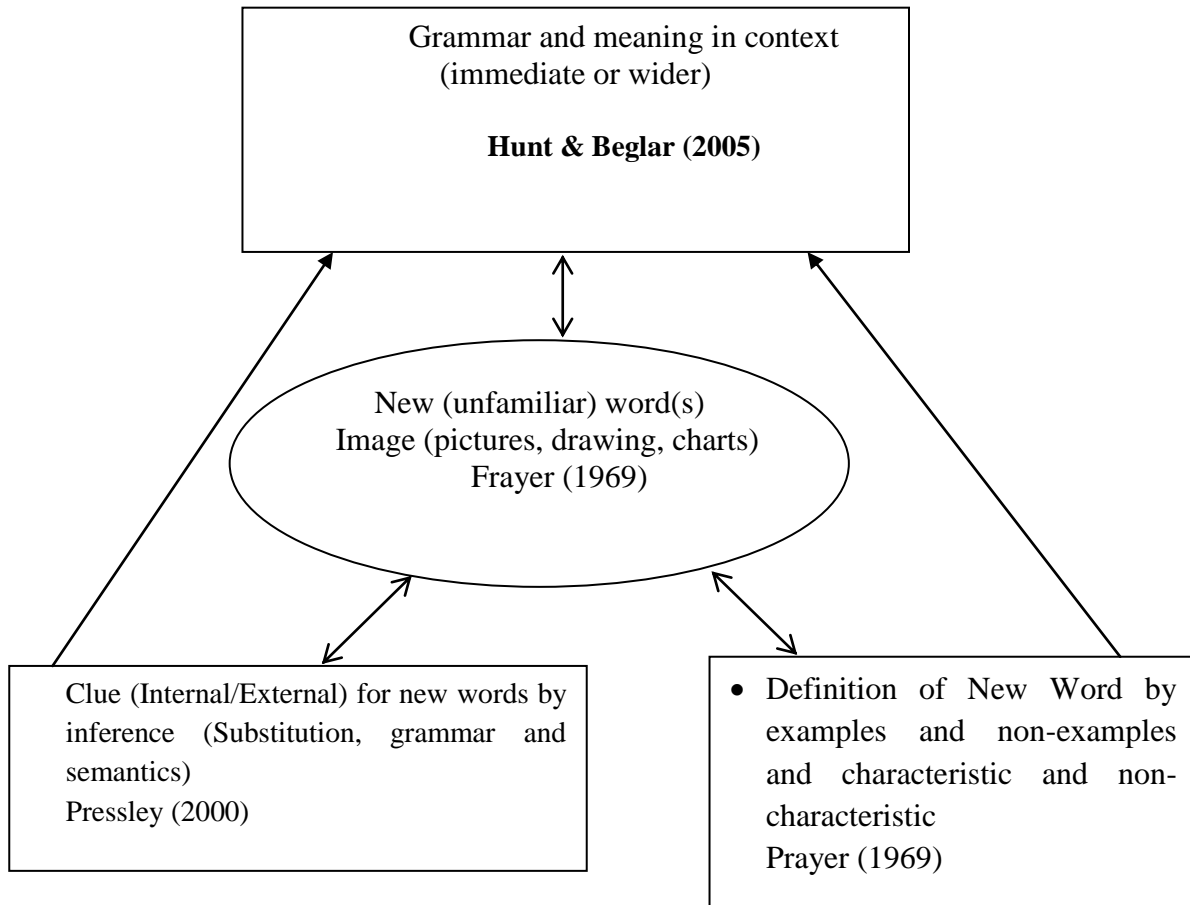 Grammar and meaning in context
(immediate or wider)
Hunt & Beglar (2005)
New (unfamiliar) word(s)
Image (pictures, drawing, charts)
Frayer (1969)
Clue (Internal/External) for new words by
inference (Substitution, grammar and
semantics)
Pressley (2000)
• Definition of New Word by
examples and non-examples
and characteristic and non-
characteristic
Prayer (1969)